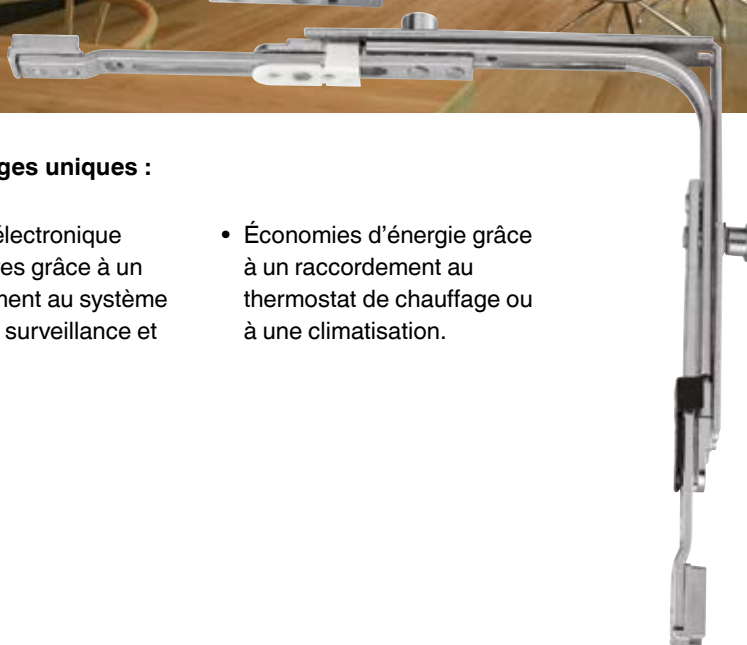 ges uniques :
électronique
es grâce à un
ment au système
surveillance et
• Économies d’énergie grâce
à un raccordement au
thermostat de chauffage ou
à une climatisation.